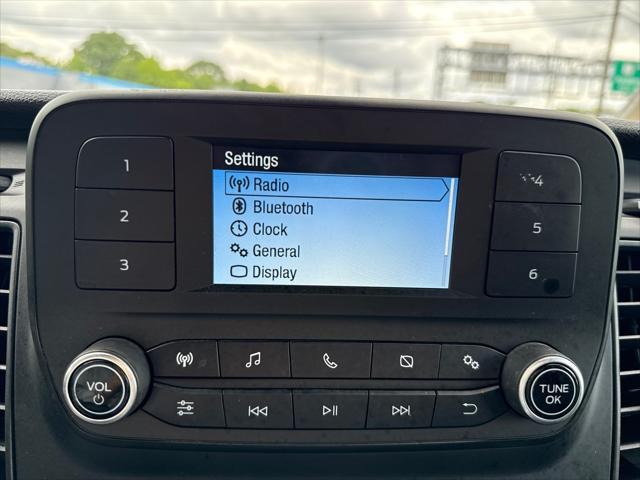 Settings
Radio
Bluetooth
Clock
General
Display
1
2
3
4
5
6
VOL
TUNE
OK